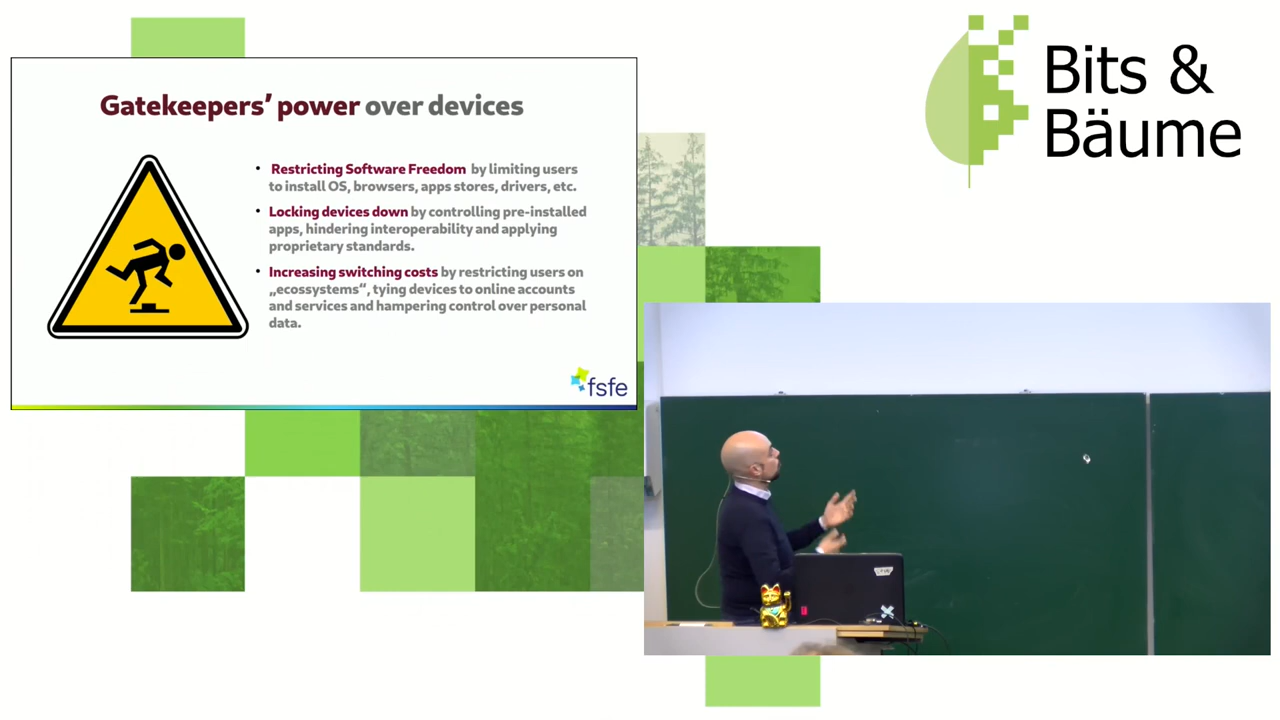 Gatekeepers’ power over devices
• Restricting Software Freedom by limiting users
to install OS, browsers, apps stores, drivers, etc.
• Locking devices down by controlling pre-installed
apps, hindering interoperability and applying
proprietary standards.
• Increasing switching costs by restricting users on
„ecossystems“, tying devices to online accounts
and services and hampering control over personal
data.
fsfe
Bits &
Bäume